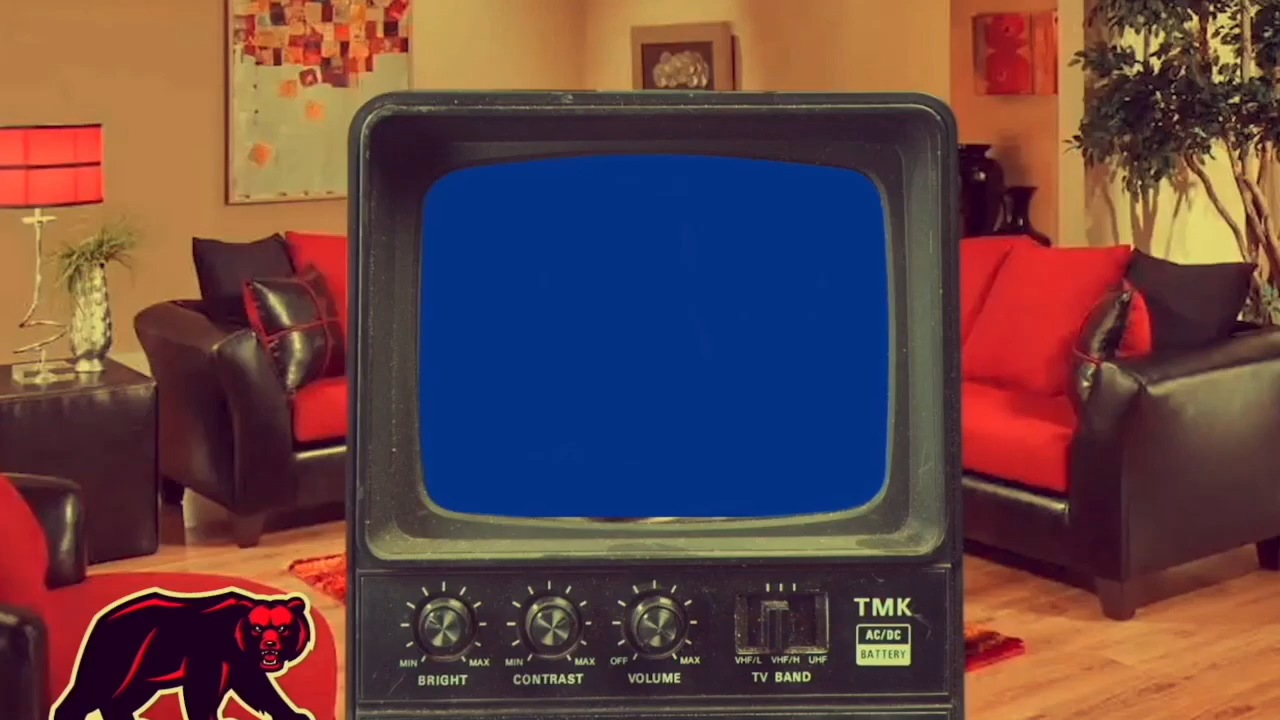 TMK
AC/DC
BATTERY
MIN MAX MIN MAX OFF MAX VHF/L VHF/H UHF
BRIGHT CONTRAST VOLUME TV BAND